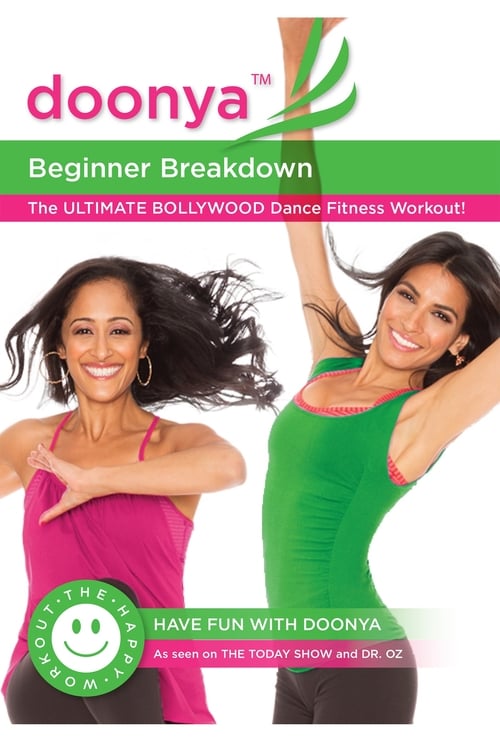 doonya™
Beginner Breakdown
The ULTIMATE BOLLYWOOD Dance Fitness Workout!
·THE·HAPPY·WORKOUT
HAVE FUN WITH DOONYA
As seen on THE TODAY SHOW and DR. OZ